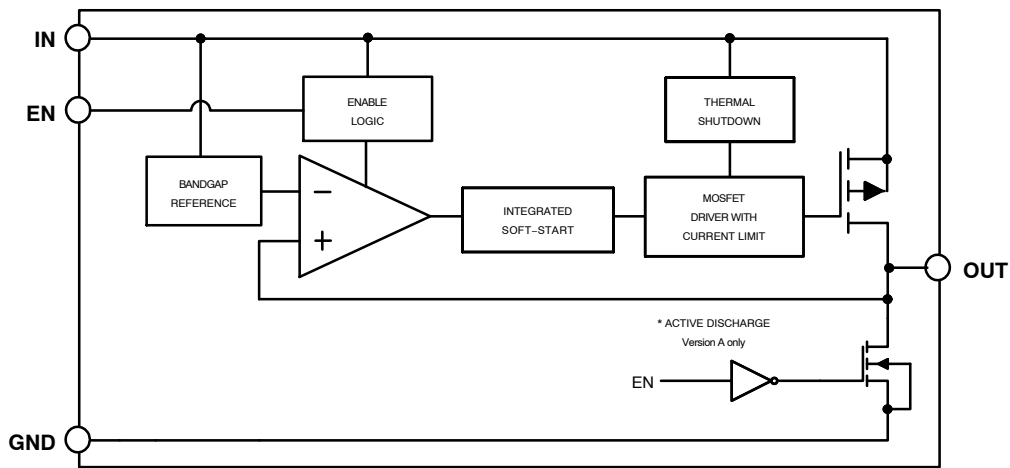 IN
EN
ENABLE
LOGIC
THERMAL
SHUTDOWN
BANDGAP
REFERENCE
−
+
INTEGRATED
SOFT−START
MOSFET
DRIVER WITH
CURRENT LIMIT
OUT
* ACTIVE DISCHARGE
Version A only
EN
GND